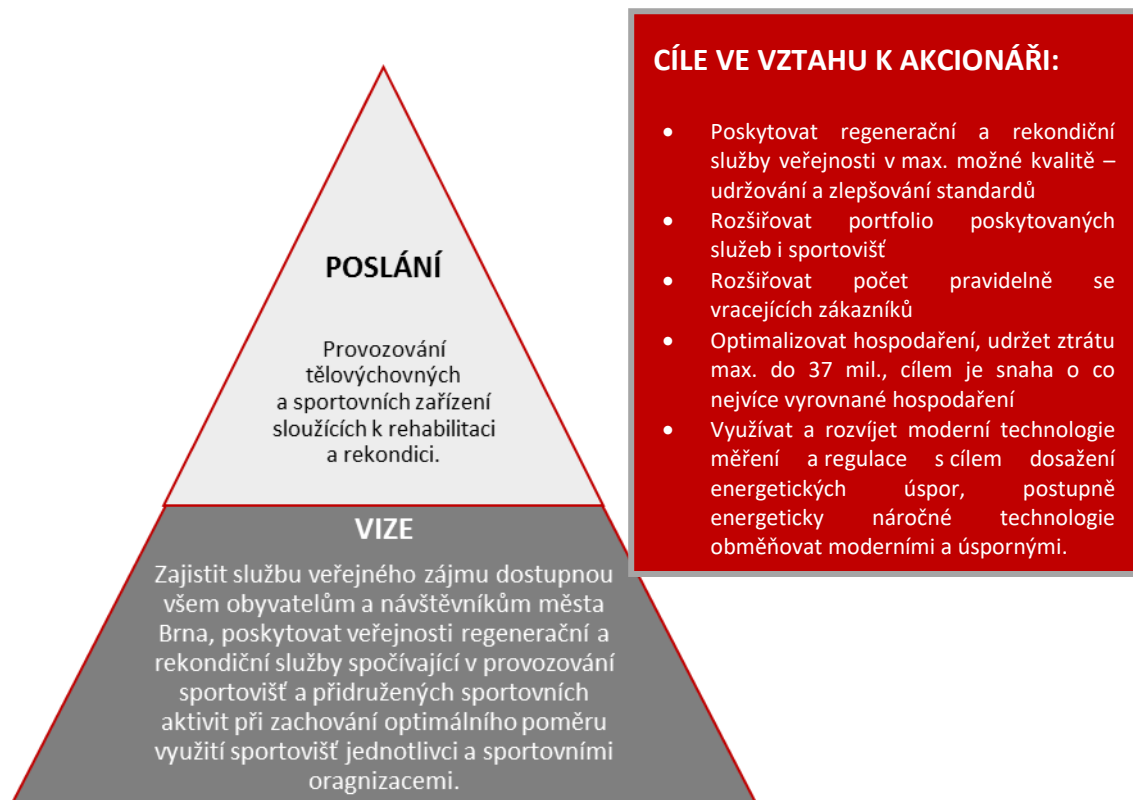 POSLÁNÍ
Provozování
tělovýchovných
a sportovních zařízení
sloužících k rehabilitaci
a rekondici.
VIZE
Zajistit službu veřejného zájmu dostupnou
všem obyvatelům a návštěvníkům města
Brna, poskytovat veřejnosti regenerační a
rekondiční služby spočívající v provozování
sportovišť a přidružených sportovních
aktivit při zachování optimálního poměru
využití sportovišť jednotlivci a sportovními
oragnizacemi.
CÍLE VE VZTAHU K AKCIONÁŘI:
• Poskytovat regenerační a rekondiční
služby veřejnosti v max. možné kvalitě –
udržování a zlepšování standardů
• Rozšiřovat portfolio poskytovaných
služeb i sportovišť
• Rozšiřovat počet pravidelně se
vracejících zákazníků
• Optimalizovat hospodaření, udržet ztrátu
max. do 37 mil., cílem je snaha o co
nejvíce vyrovnané hospodaření
• Využívat a rozvíjet moderní technologie
měření a regulace s cílem dosažení
energetických úspor, postupně
energeticky náročné technologie
obměňovat moderními a úspornými.